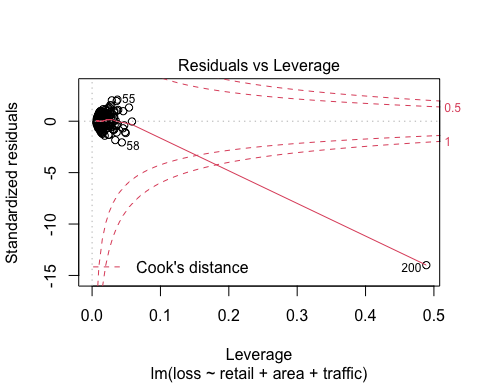 Residuals vs Leverage
Standardized residuals
0
-5
-10
-15
55
58
200
0.5
1
Cook's distance
0.0 0.1 0.2 0.3 0.4 0.5
Leverage
lm(loss ~ retail + area + traffic)